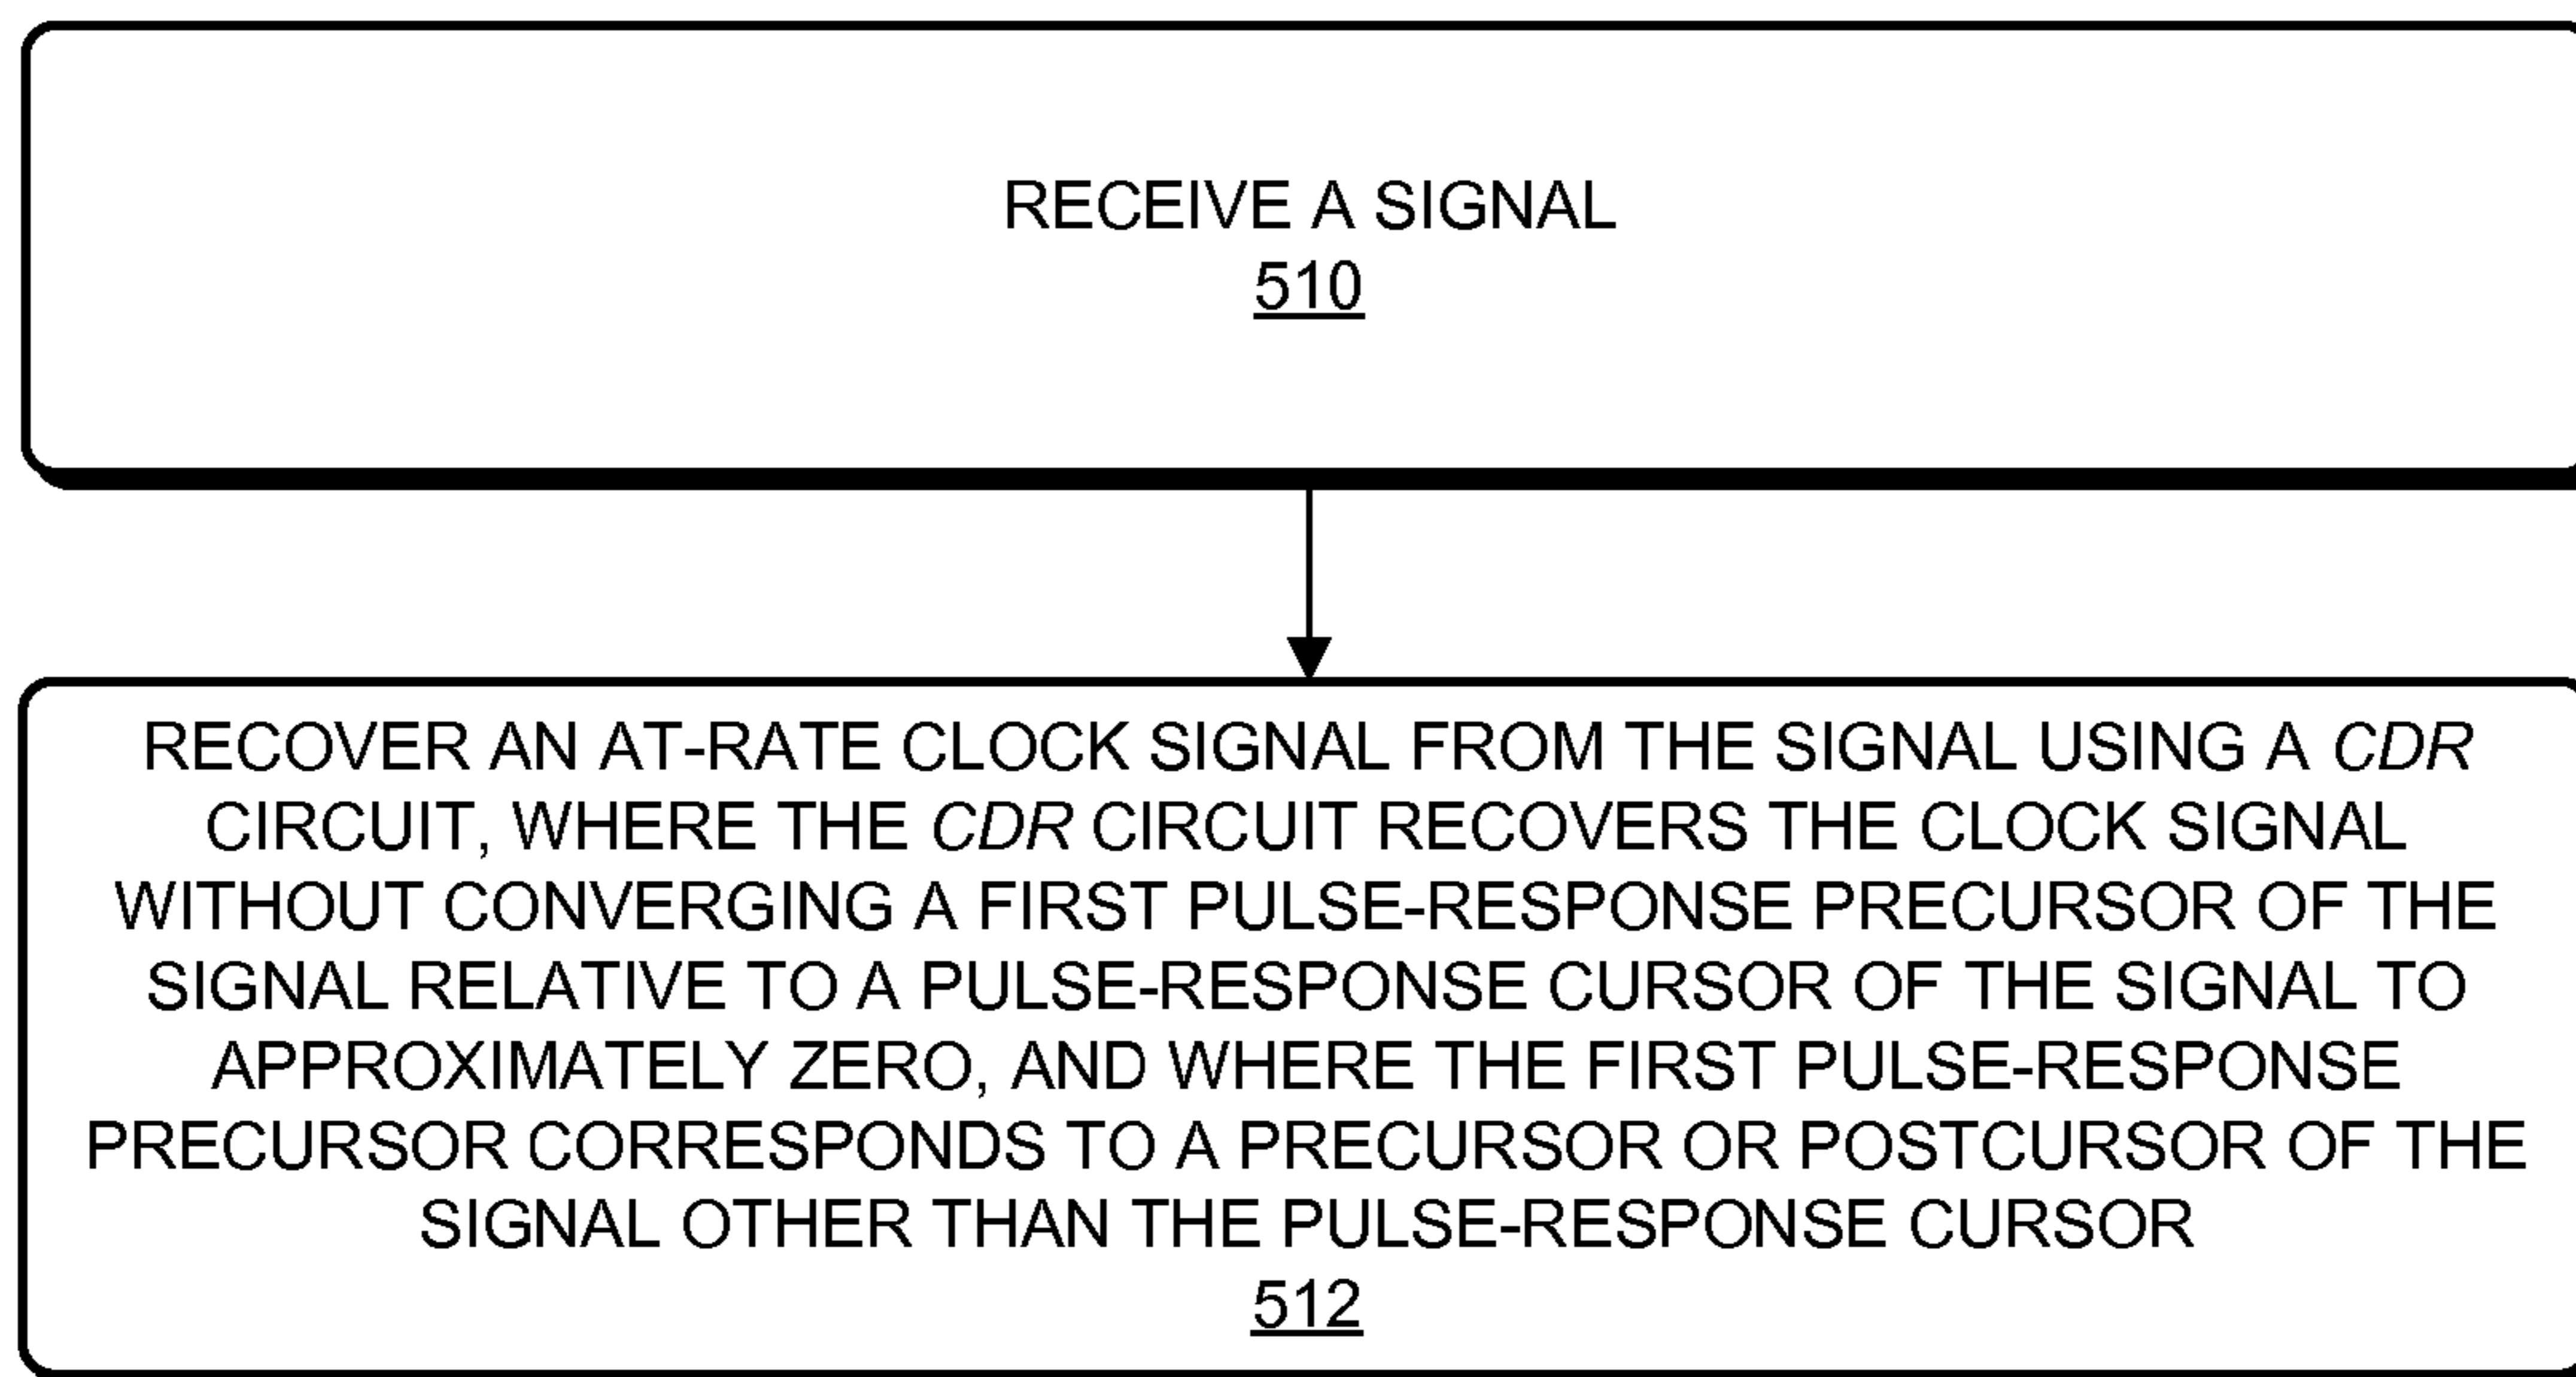 RECEIVE A SIGNAL
510
RECOVER AN AT-RATE CLOCK SIGNAL FROM THE SIGNAL USING A CDR
CIRCUIT, WHERE THE CDR CIRCUIT RECOVERS THE CLOCK SIGNAL
WITHOUT CONVERGING A FIRST PULSE-RESPONSE PRECURSOR OF THE
SIGNAL RELATIVE TO A PULSE-RESPONSE CURSOR OF THE SIGNAL TO
APPROXIMATELY ZERO, AND WHERE THE FIRST PULSE-RESPONSE
PRECURSOR CORRESPONDS TO A PRECURSOR OR POSTCURSOR OF THE
SIGNAL OTHER THAN THE PULSE-RESPONSE CURSOR
512